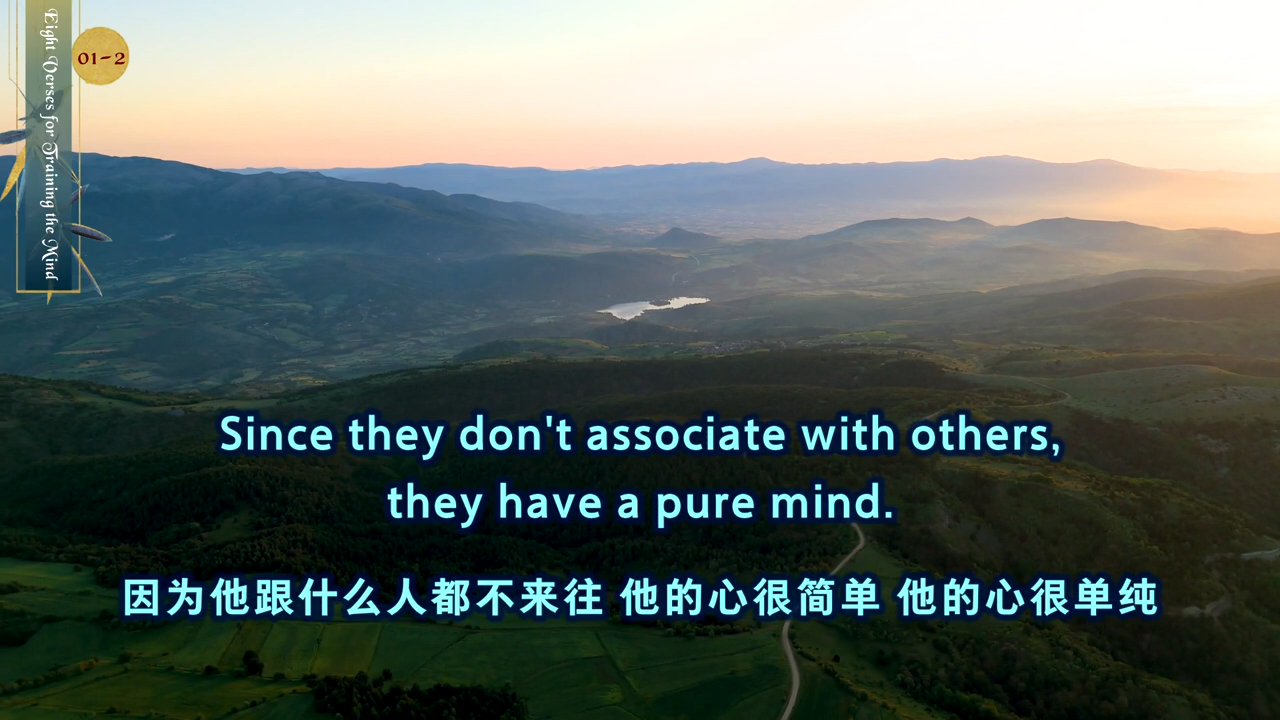 Eight Verses for Training the Mind
01-2
Since they don't associate with others,
they have a pure mind.
因为他跟什么人都不来往 他的心很简单 他的心很单纯